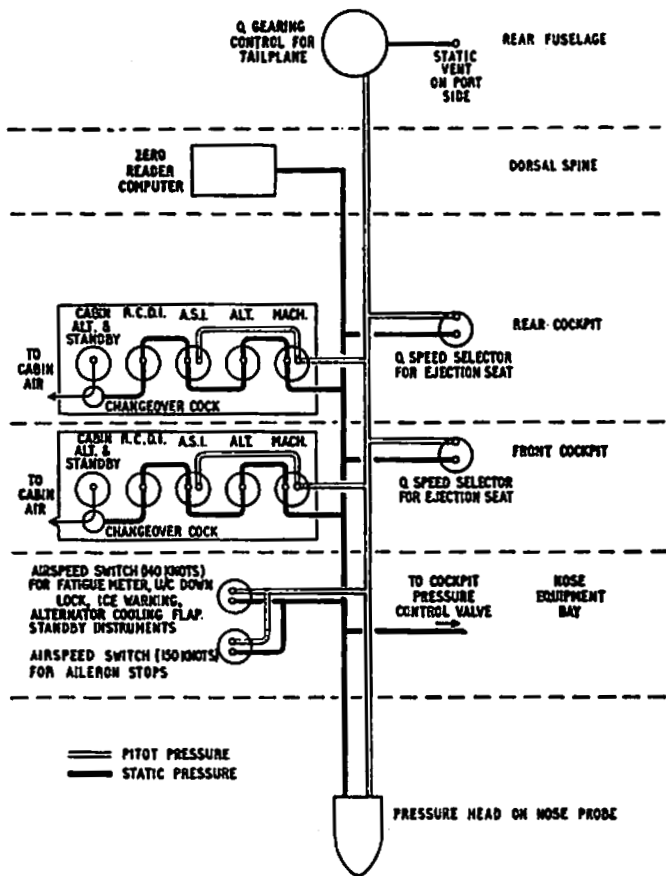 Q GEARING
CONTROL FOR
TAILPLANE
STATIC
VENT
ON PORT
SIDE
REAR FUSELAGE
ZERO
READER
COMPUTER
DORSAL SPINE
CABIN
ALT. &
STANDBY
R.C.D.I.
A.S.I.
ALT.
MACH.
TO
CABIN
AIR
CHANGEOVER COCK
REAR COCKPIT
Q SPEED SELECTOR
FOR EJECTION SEAT
CABIN
ALT. &
STANDBY
R.C.D.I.
A.S.I.
ALT.
MACH.
TO
CABIN
AIR
CHANGEOVER COCK
FRONT COCKPIT
Q SPEED SELECTOR
FOR EJECTION SEAT
AIRSPEED SWITCH (140 KNOTS)
FOR FATIGUE METER, U/C DOWN
LOCK, ICE WARNING,
ALTERNATOR COOLING FLAP.
STANDBY INSTRUMENTS
AIRSPEED SWITCH (150 KNOTS)
FOR AILERON STOPS
TO COCKPIT
PRESSURE
CONTROL VALVE
NOSE
EQUIPMENT
BAY
PITOT PRESSURE
STATIC PRESSURE
PRESSURE HEAD ON NOSE PROBE